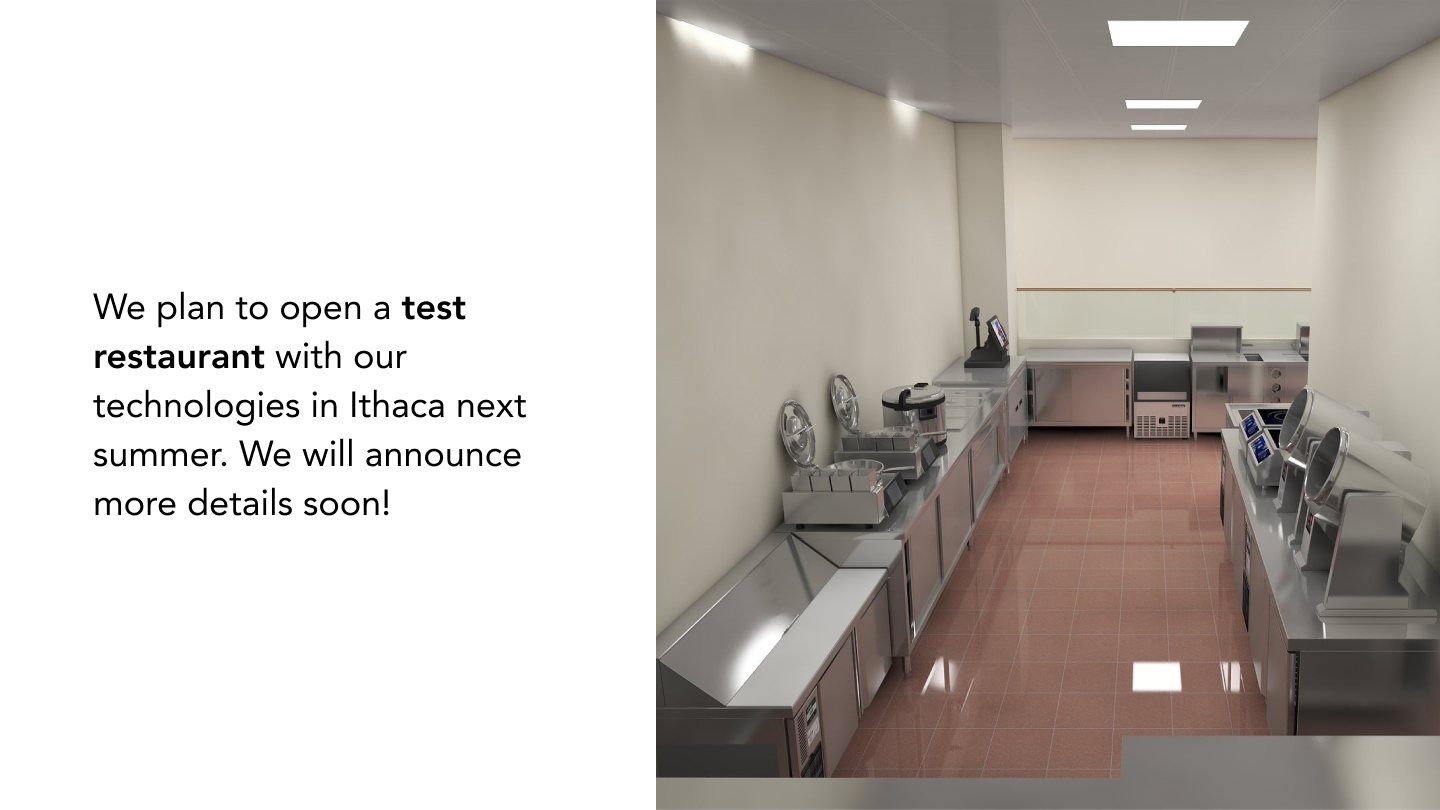 We plan to open a test
restaurant with our
technologies in Ithaca next
summer. We will announce
more details soon!